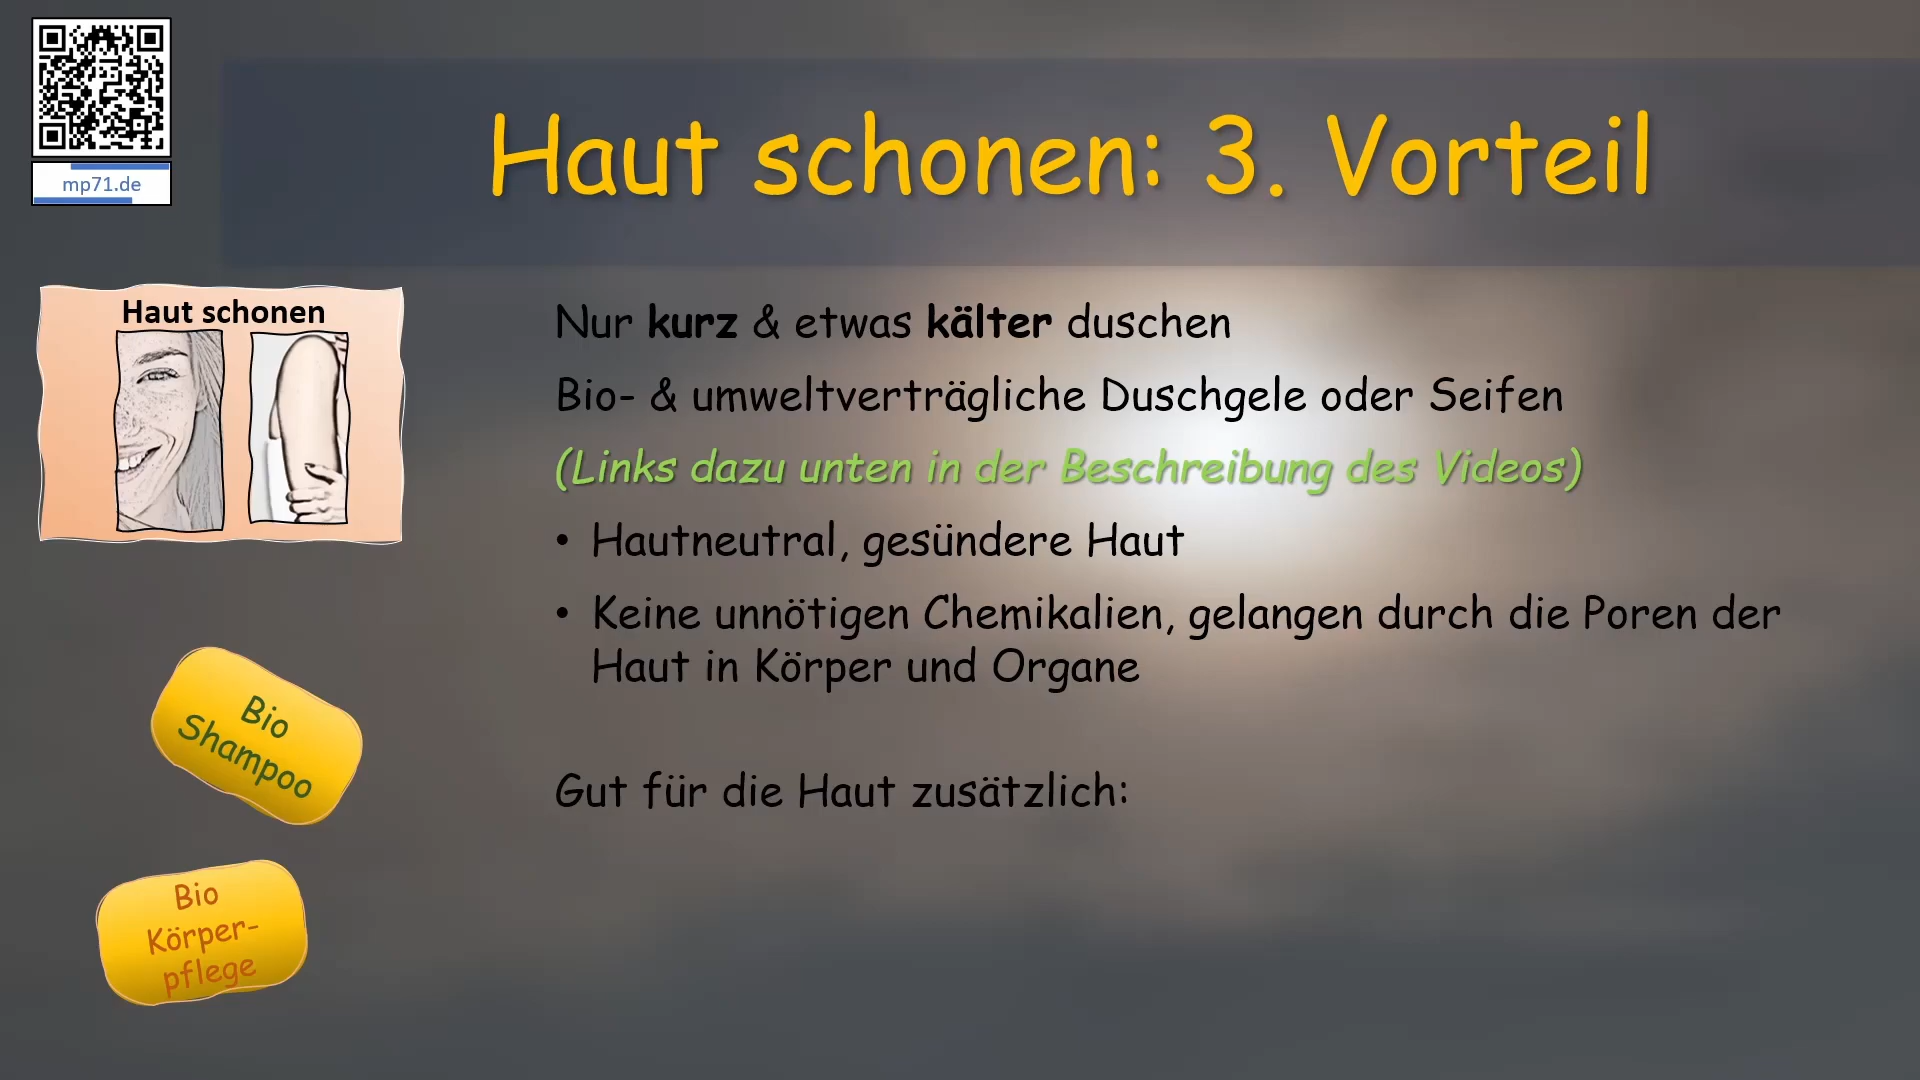 mp71.de
Haut schonen: 3. Vorteil
Haut schonen
Nur kurz & etwas kälter duschen
Bio- & umweltverträgliche Duschgele oder Seifen
(Links dazu unten in der Beschreibung des Videos)
• Hautneutral, gesündere Haut
• Keine unnötigen Chemikalien, gelangen durch die Poren der
Haut in Körper und Organe
Gut für die Haut zusätzlich:
Bio
Shampoo
Bio
Körper-
pflege